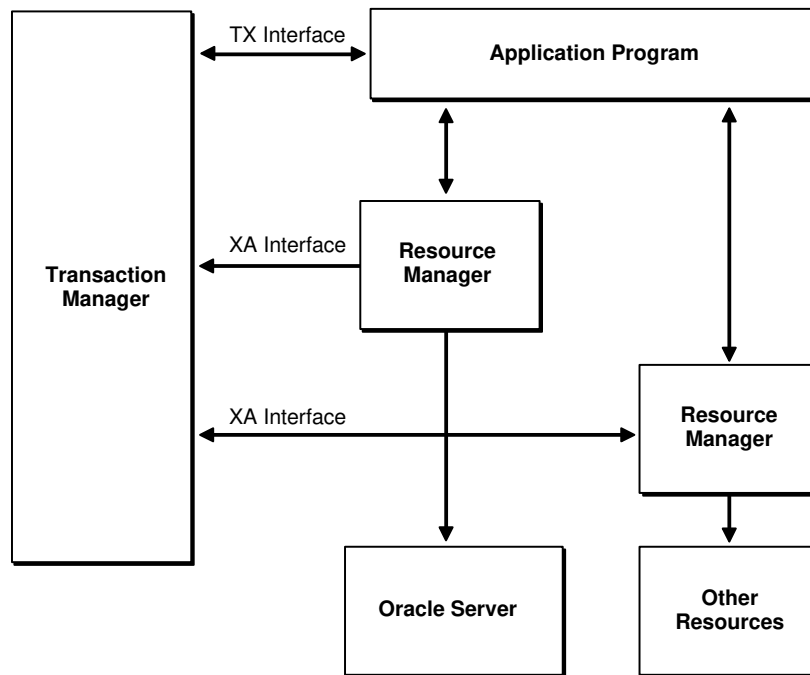 TX Interface
Application Program
XA Interface
Resource
Manager
Transaction
Manager
XA Interface
Resource
Manager
Oracle Server
Other
Resources